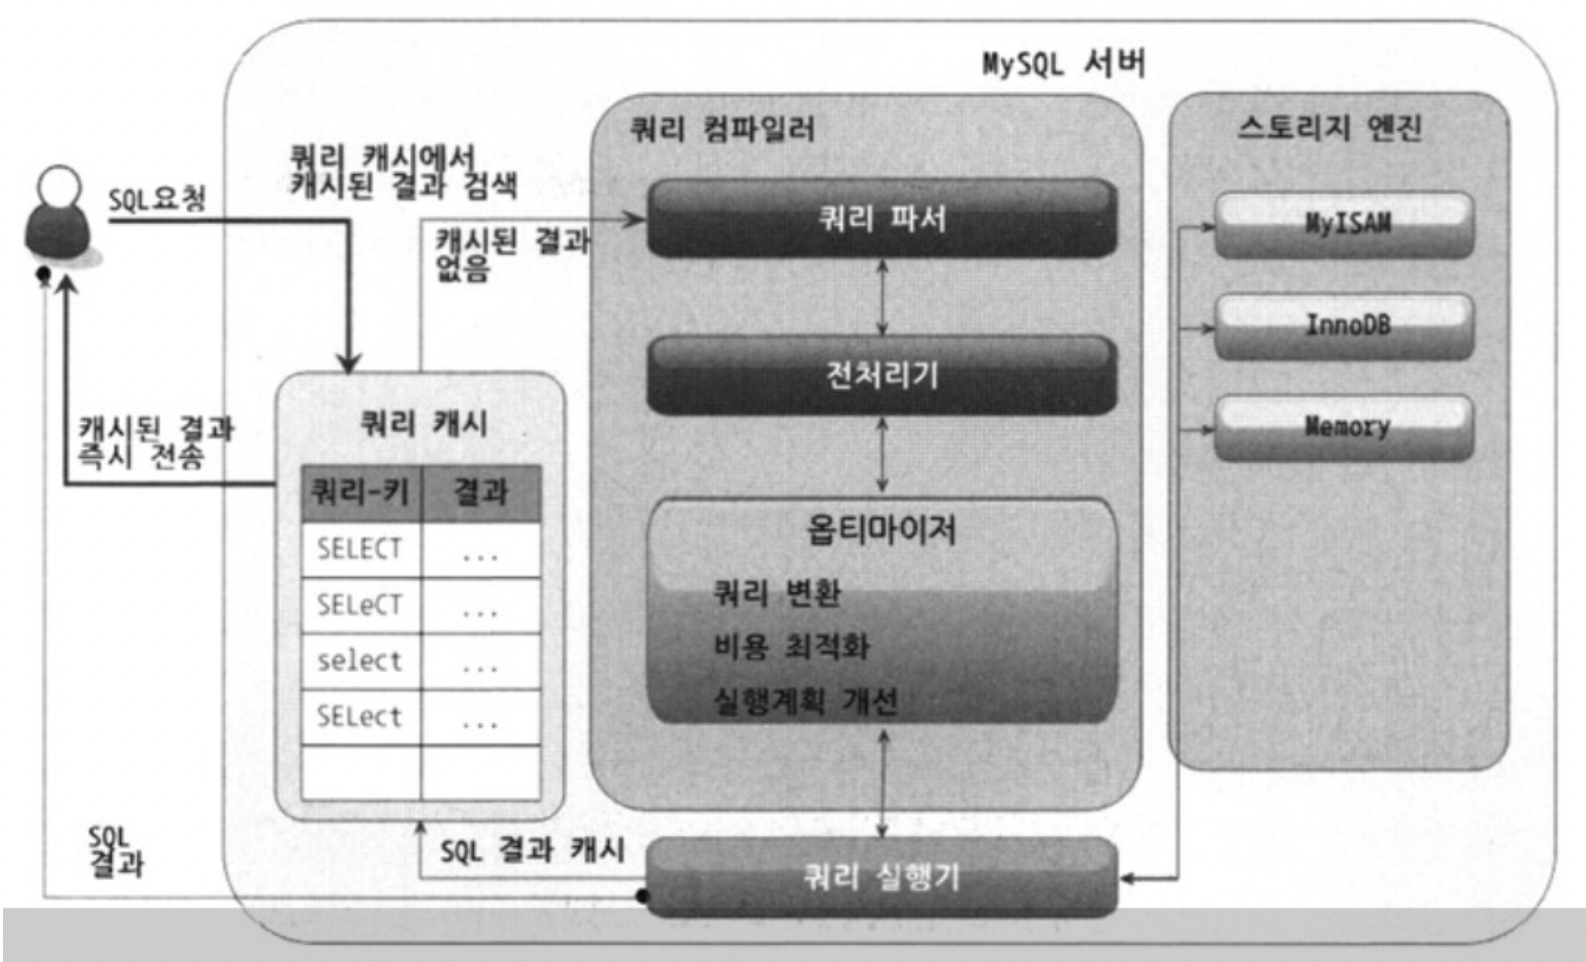 MySQL 서버
쿼리 컴파일러
스토리지 엔진
쿼리 캐시에서
캐시된 결과 검색
SQL요청
쿼리 파서
MyISAM
캐시된 결과
없음
InnoDB
전처리기
쿼리 캐시
Memory
캐시된 결과
즉시 전송
쿼리-키 결과
SELECT ...
SELeCT ...
select ...
SELect ...
옵티마이저
쿼리 변환
비용 최적화
실행계획 개선
SQL
결과
SQL 결과 캐시
쿼리 실행기